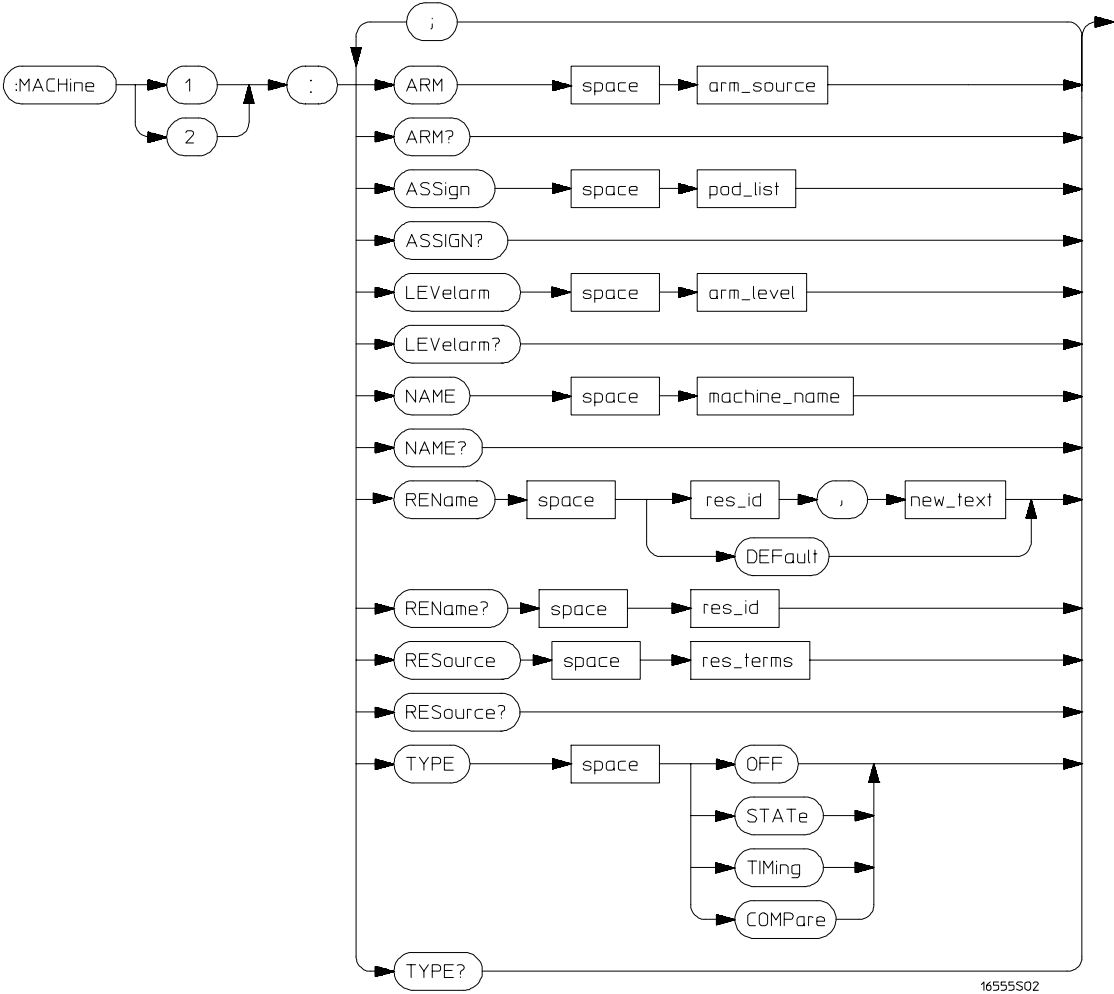 ;
:MACHine 1 : ARM space arm_source
2 ARM?
ASSign space pod_list
ASSIGN?
LEVelarm space arm_level
LEVelarm?
NAME space machine_name
NAME?
REName space res_id , new_text
DEFault
REName? space res_id
RESource space res_terms
RESource?
TYPE space OFF
STATe
TIMing
COMPare
TYPE?
16555S02